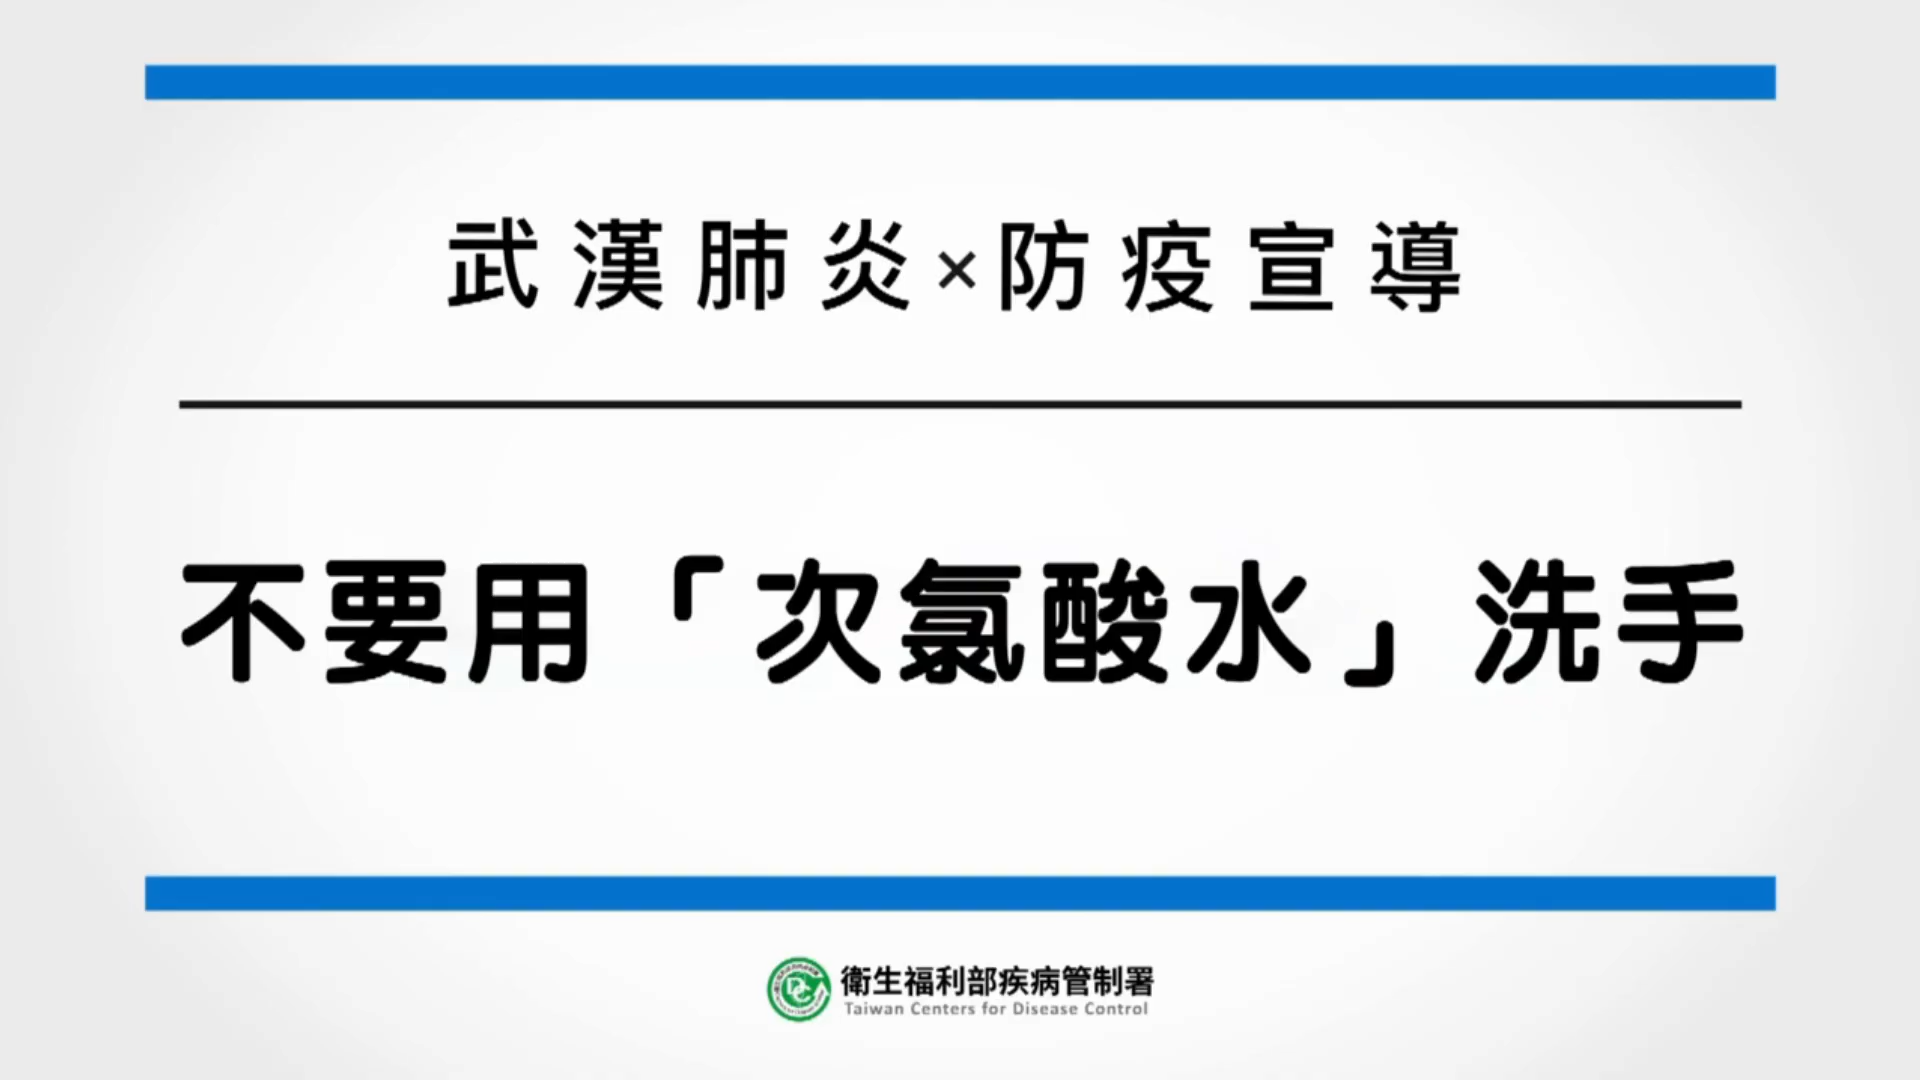 武漢肺炎×防疫宣導
不要用「次氯酸水」洗手
衛生福利部疾病管制署
Taiwan Centers for Disease Control